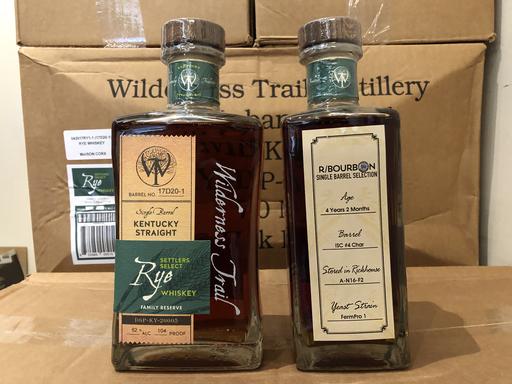 Wilderness Trail Distillery
RYE WHISKEY
Rye
WHISKEY
BARREL NO. 17D20-1
Single Barrel
KENTUCKY
STRAIGHT
SETTLERS
SELECT
Rye
WHISKEY
FAMILY RESERVE
DSP-KY-20005
52% ALC 104 PROOF
Wilderness Trail
R/BOURBON
SINGLE BARREL SELECTION
Age
4 Years 2 Months
Barrel
ISC #4 Char
Stored in Rickhouse
A-N16-F2
Yeast Strain
FermPro 1